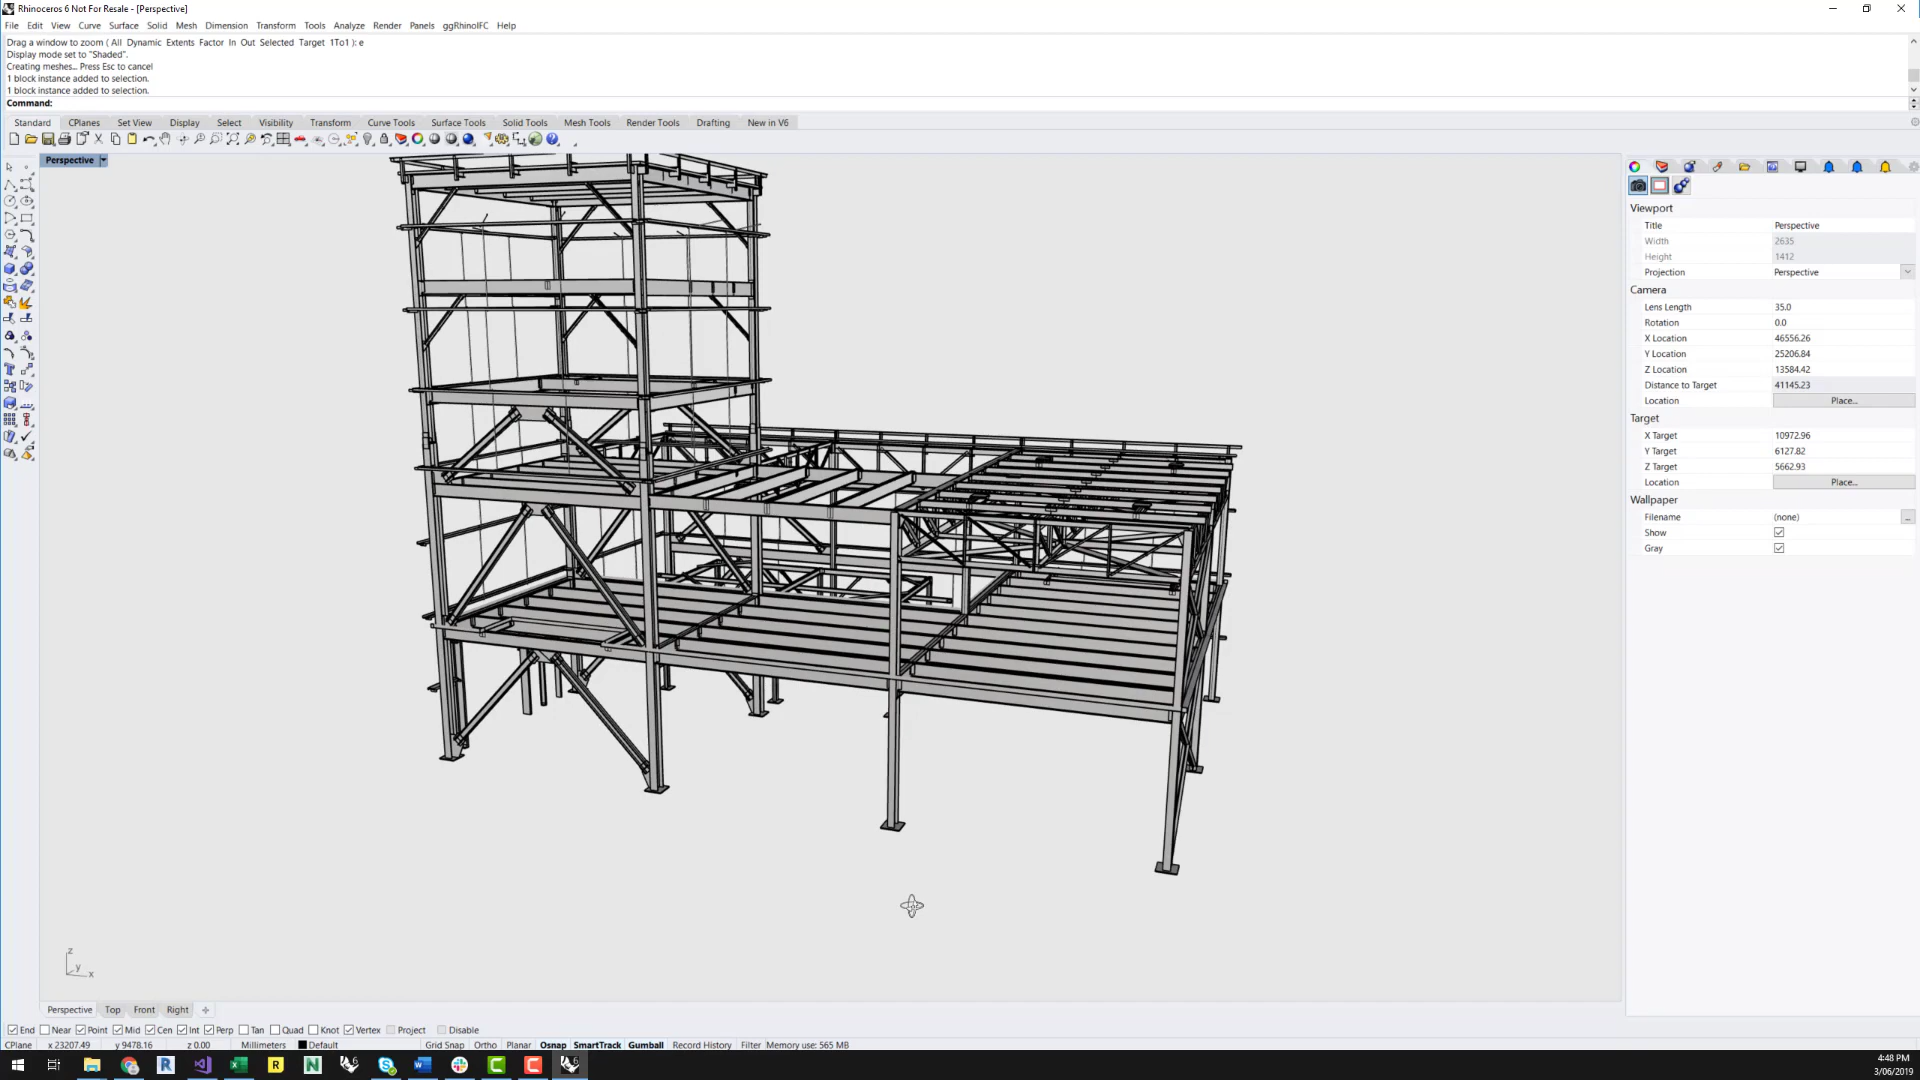 Rhinoceros 6 Not For Resale - [Perspective]
File Edit View Curve Surface Solid Mesh Dimension Transform Tools Analyze Render Panels ggRhinoIFC Help
Drag a window to zoom ( All Dynamic Extents Factor In Out Selected Target 1To1 ): e
Display mode set to "Shaded".
Creating meshes... Press Esc to cancel
1 block instance added to selection.
1 block instance added to selection.
Command:
Standard CPlanes Set View Display Select Visibility Transform Curve Tools Surface Tools Solid Tools Mesh Tools Render Tools Drafting New in V6
Perspective
Viewport
Title Perspective
Width 2635
Height 1412
Projection Perspective
Camera
Lens Length 35.0
Rotation 0.0
X Location 46556.26
Y Location 25206.84
Z Location 13584.42
Distance to Target 41145.23
Location Place...
Target
X Target 10972.96
Y Target 6127.82
Z Target 5662.93
Location Place...
Wallpaper
Filename (none) ...
Show
Gray
z
y
x
Perspective Top Front Right
End Near Point Mid Cen Int Perp Tan Quad Knot Vertex Project Disable
CPlane x 23207.49 y 9478.16 z 0.00 Millimeters Default Grid Snap Ortho Planar Osnap SmartTrack Gumball Record History Filter Memory use: 565 MB
4:48 PM
3/06/2019